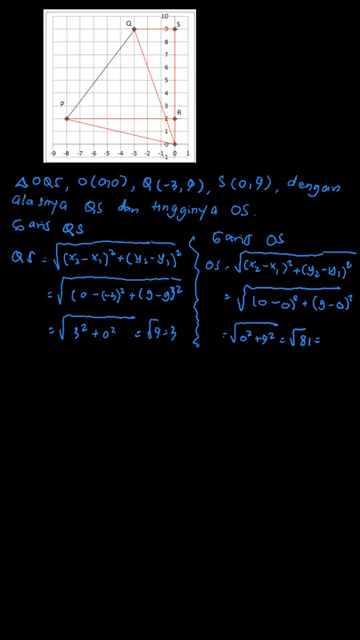 10
9
8
7
6
5
4
3
2
1
0
-1
-9 -8 -7 -6 -5 -4 -3 -2 -1 0 1
Q
S
P
R
△OQS, O(0,0), Q(-3,9), S(0,9), dengan
alasnya QS dan tingginya OS.
Garis QS
QS = √((x₂-x₁)²+(y₂-y₁)²)
= √((0-(-3)²+(9-9)²)
= √(3²+0²) = √9 = 3
Garis OS
OS = √((x₂-x₁)²+(y₂-y₁)²)
= √((0-0)²+(9-0)²)
= √(0²+9²) = √81 =